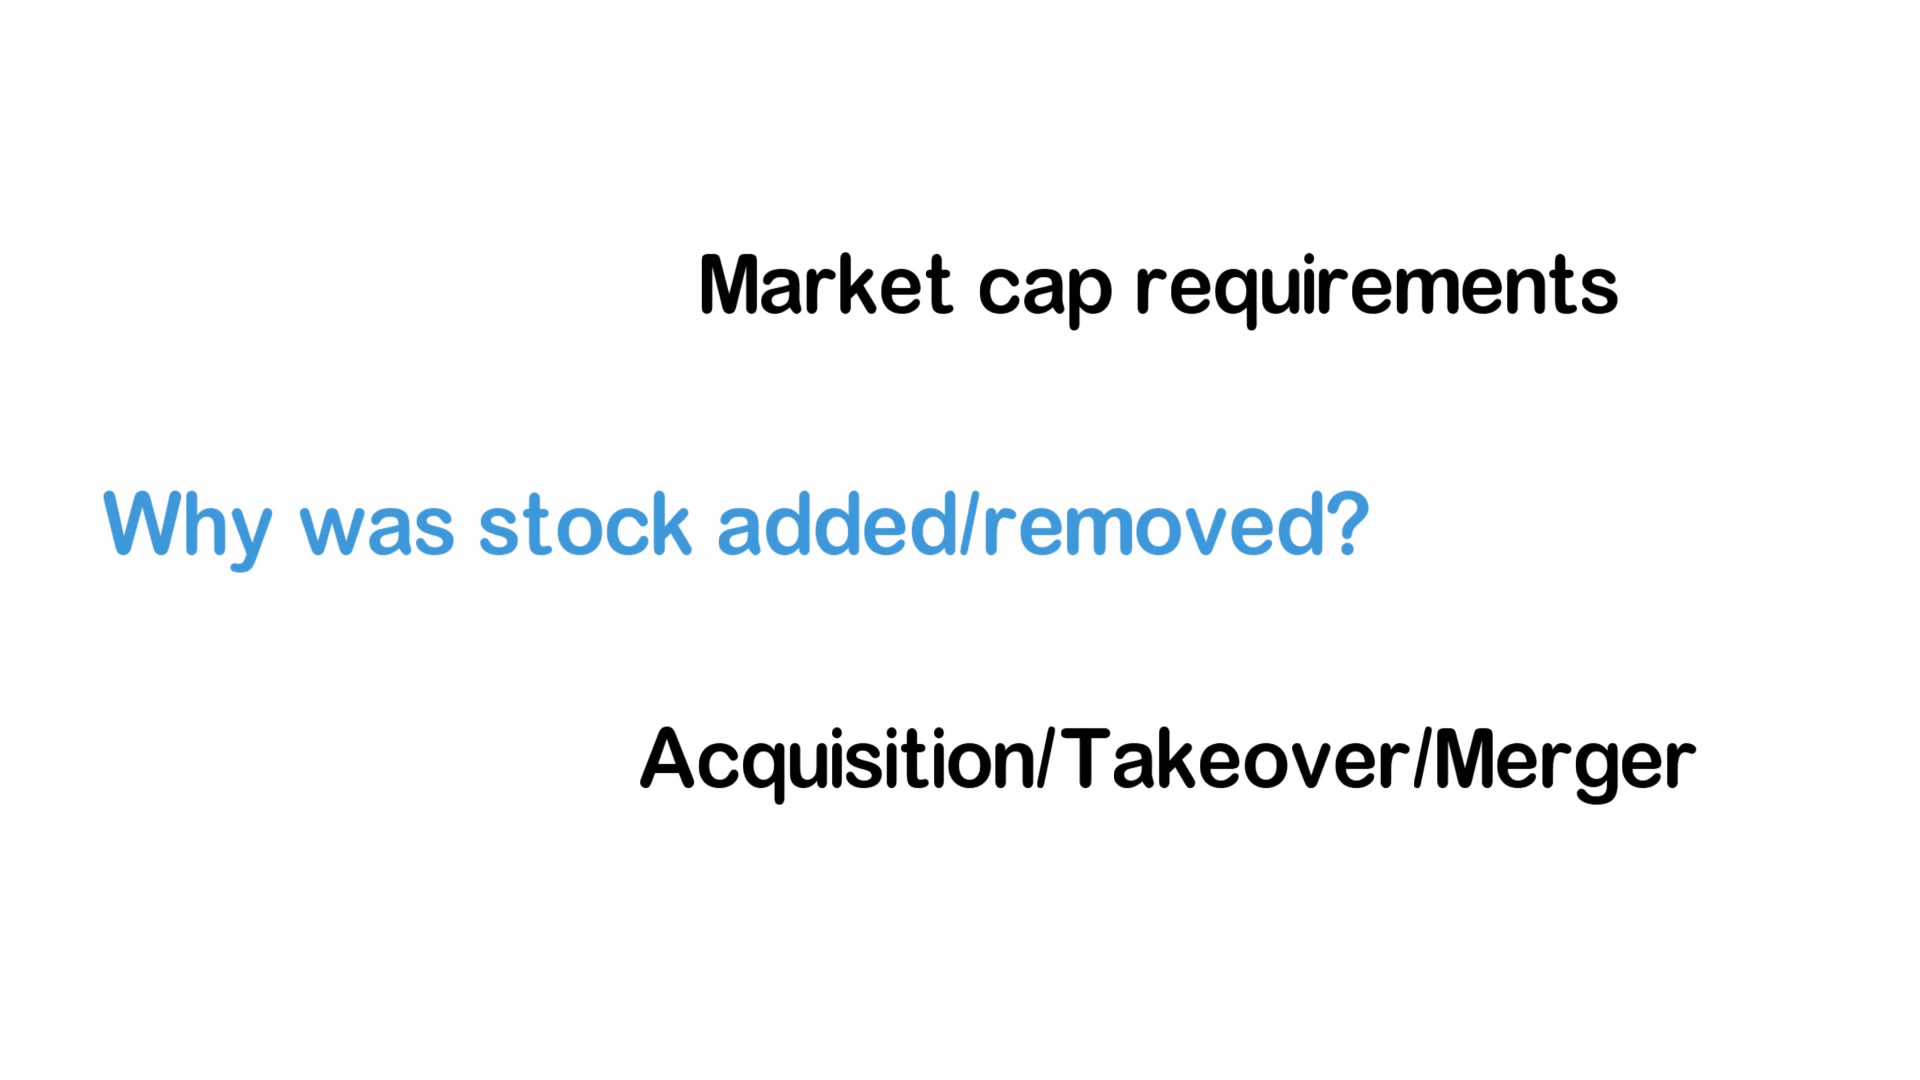 Market cap requirements
Why was stock added/removed?
Acquisition/Takeover/Merger